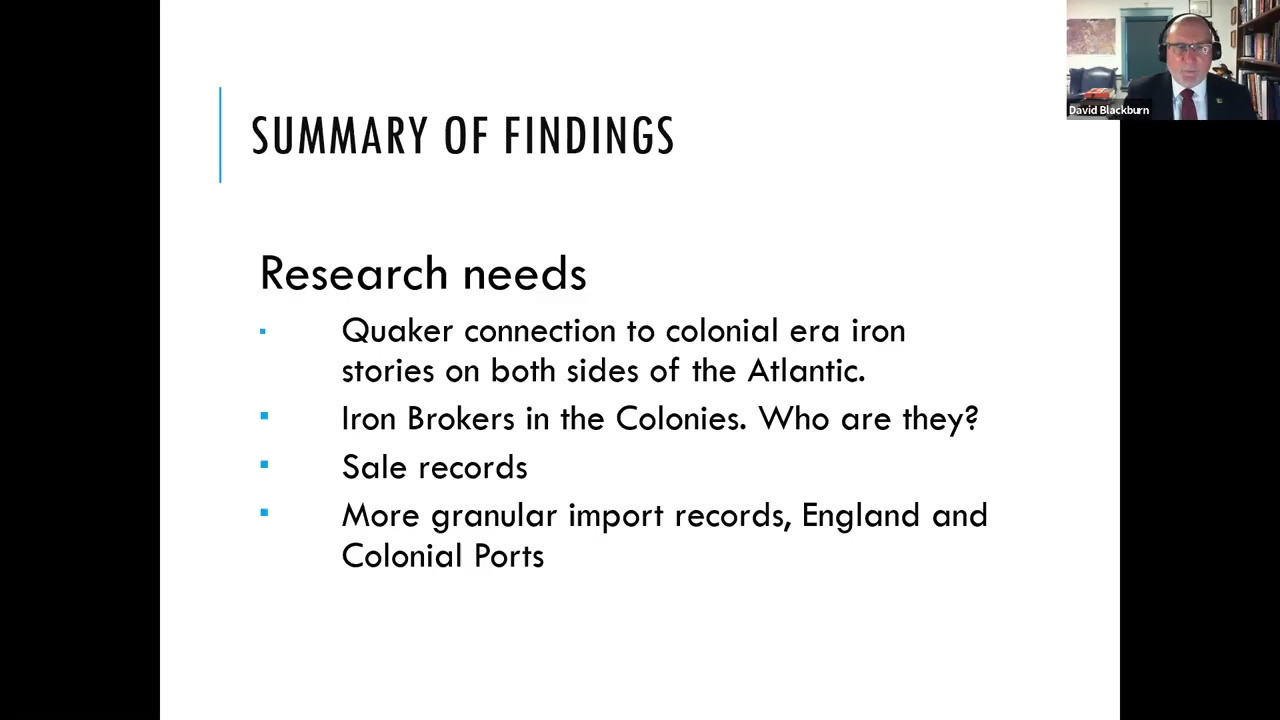 SUMMARY OF FINDINGS
David Blackburn
Research needs
Quaker connection to colonial era iron
stories on both sides of the Atlantic.
Iron Brokers in the Colonies. Who are they?
Sale records
More granular import records, England and
Colonial Ports